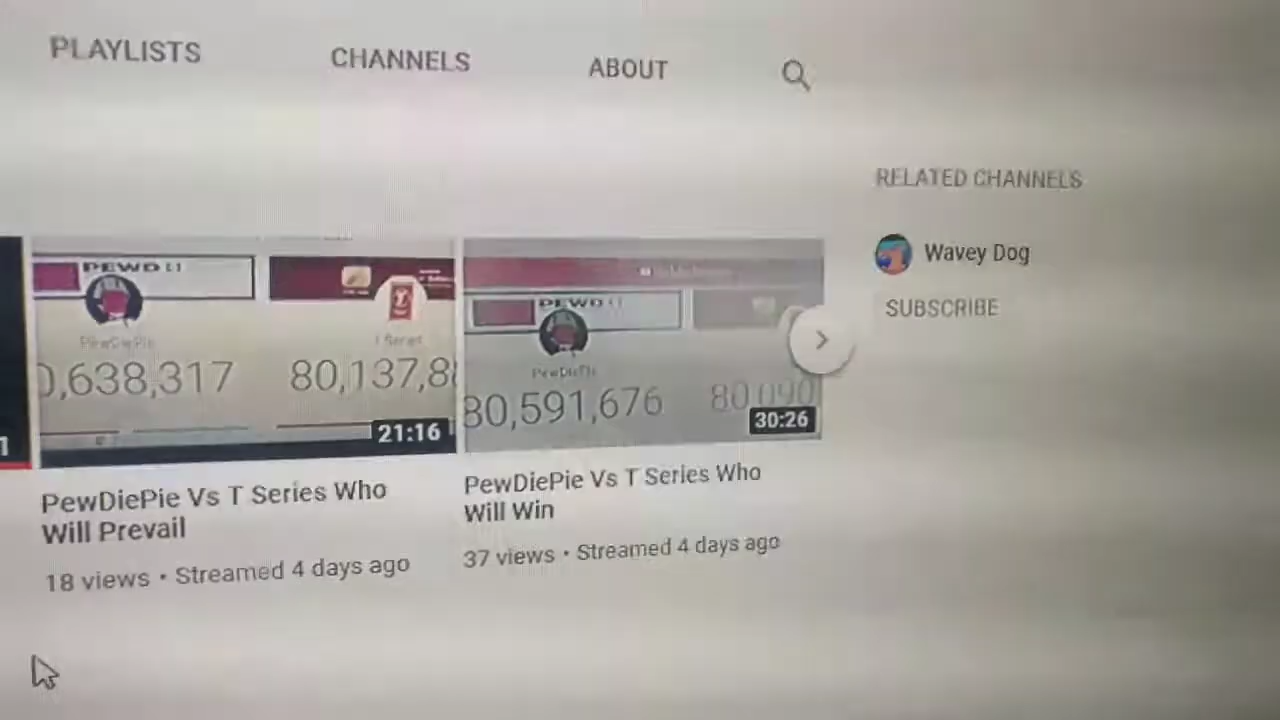 PLAYLISTS
CHANNELS
ABOUT
RELATED CHANNELS
Wavey Dog
SUBSCRIBE
PEWD
PewDiePie
,638,317
80,137,8
21:16
PEWD
PewDiePie
80,591,676
80,090
30:26
1
PewDiePie Vs T Series Who
Will Prevail
18 views • Streamed 4 days ago
PewDiePie Vs T Series Who
Will Win
37 views • Streamed 4 days ago